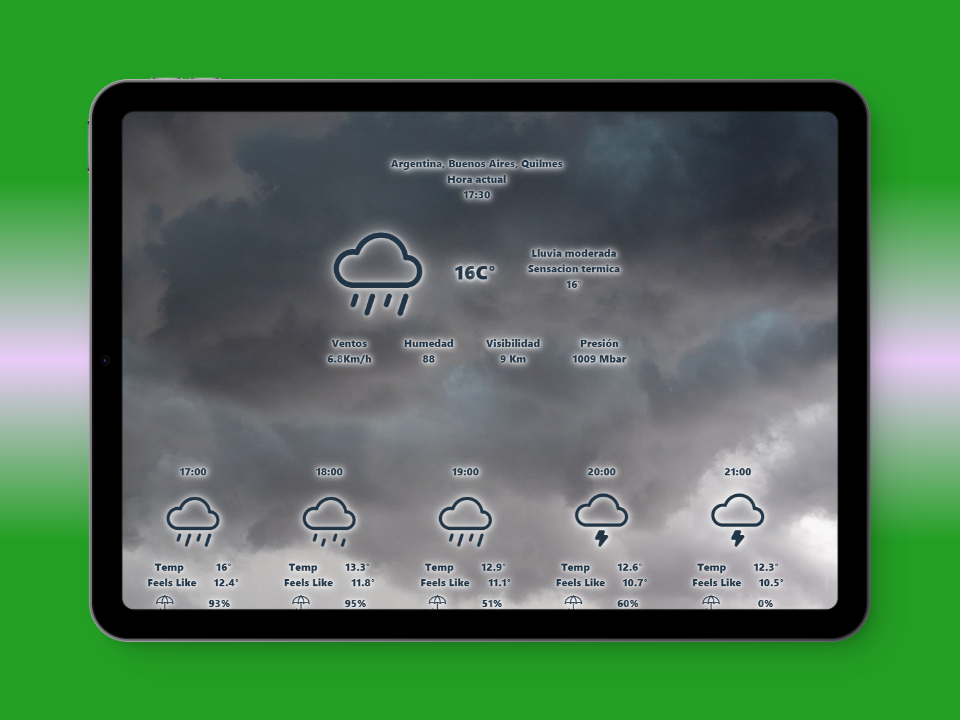 Argentina, Buenos Aires, Quilmes
Hora actual
17:30
16C°
Lluvia moderada
Sensacion termica
16°
Ventos Humedad Visibilidad Presión
6.8Km/h 88 9 Km 1009 Mbar
17:00 18:00 19:00 20:00 21:00
Temp 16° Temp 13.3° Temp 12.9° Temp 12.6° Temp 12.3°
Feels Like 12.4° Feels Like 11.8° Feels Like 11.1° Feels Like 10.7° Feels Like 10.5°
93% 95% 51% 60% 0%